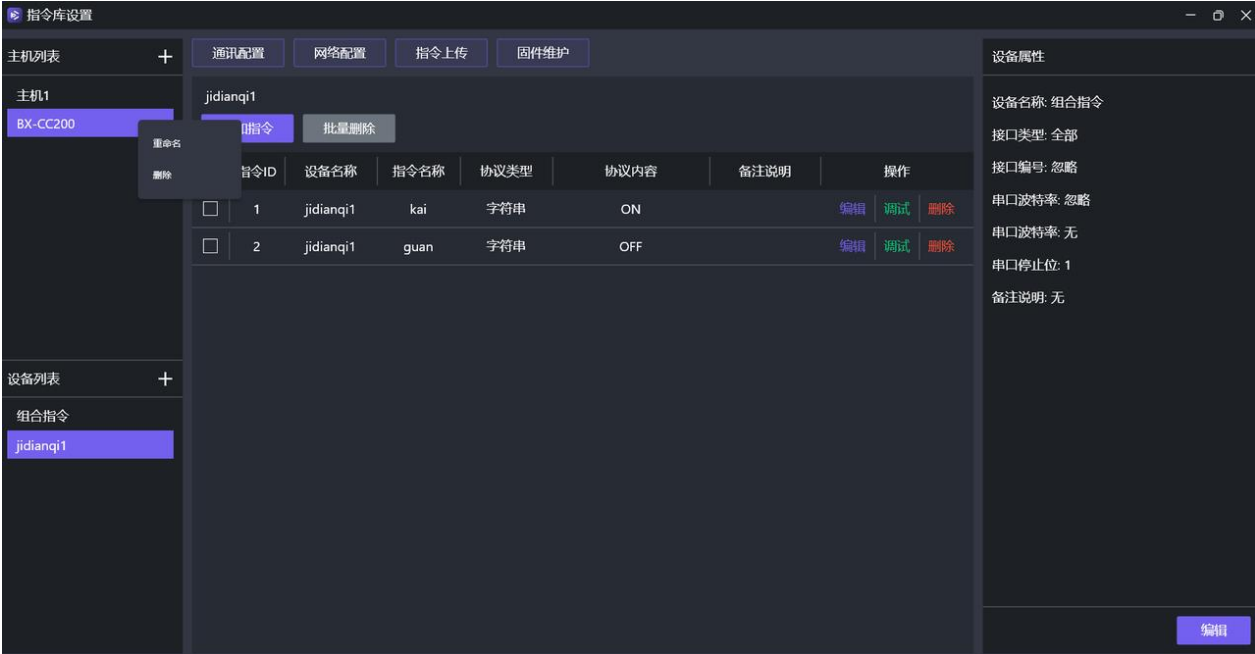 指令库设置
主机列表
主机1
BX-CC200
重命名
删除
设备列表
组合指令
jidianqi1
通讯配置 网络配置 指令上传 固件维护
jidianqi1
加指令 批量删除
指令ID 设备名称 指令名称 协议类型 协议内容 备注说明 操作
1 jidianqi1 kai 字符串 ON 编辑 调试 删除
2 jidianqi1 guan 字符串 OFF 编辑 调试 删除
设备属性
设备名称: 组合指令
接口类型: 全部
接口编号: 忽略
串口波特率: 忽略
串口波特率: 无
串口停止位: 1
备注说明: 无
编辑